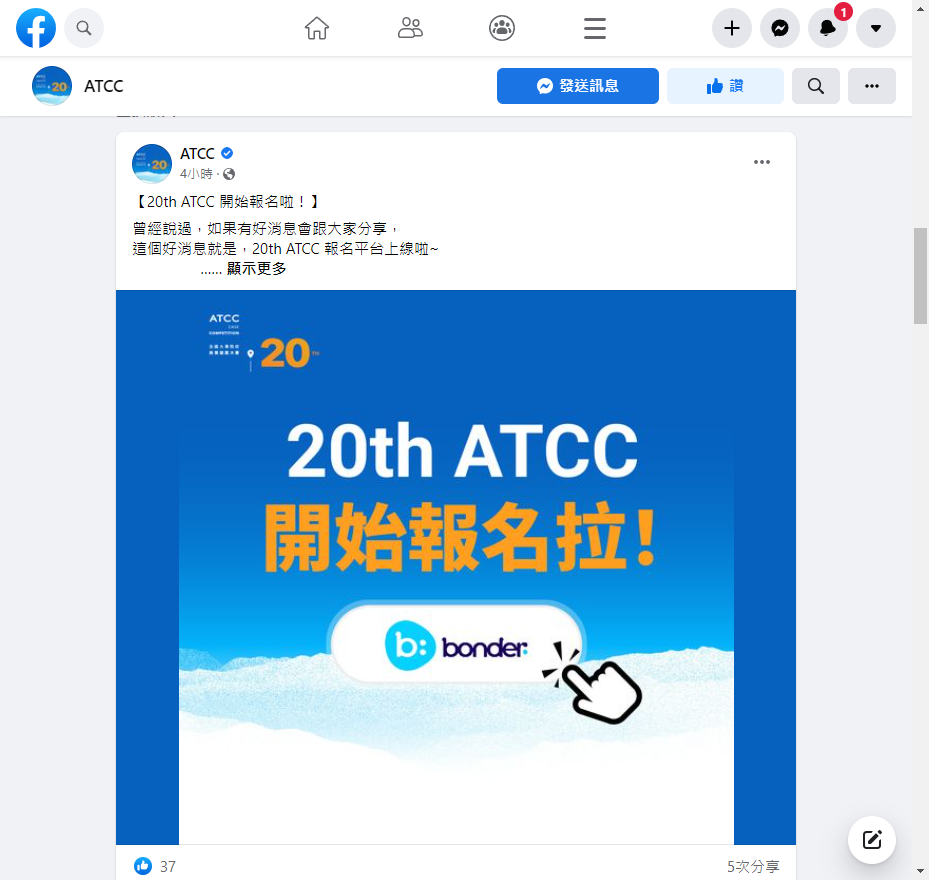 1
ATCC
發送訊息
讚
ATCC
4小時 ·
【20th ATCC 開始報名啦！】
曾經說過，如果有好消息會跟大家分享，
這個好消息就是，20th ATCC 報名平台上線啦~
...... 顯示更多
ATCC
CASE
COMPETITION
20TH
20th ATCC
開始報名拉!
b: bonder:
37
5次分享